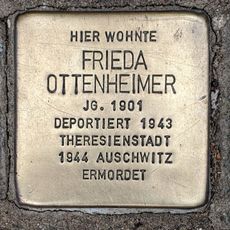 HIER WOHNTE
FRIEDA
OTTENHEIMER
JG. 1901
DEPORTIERT 1943
THERESIENSTADT
1944 AUSCHWITZ
ERMORDET